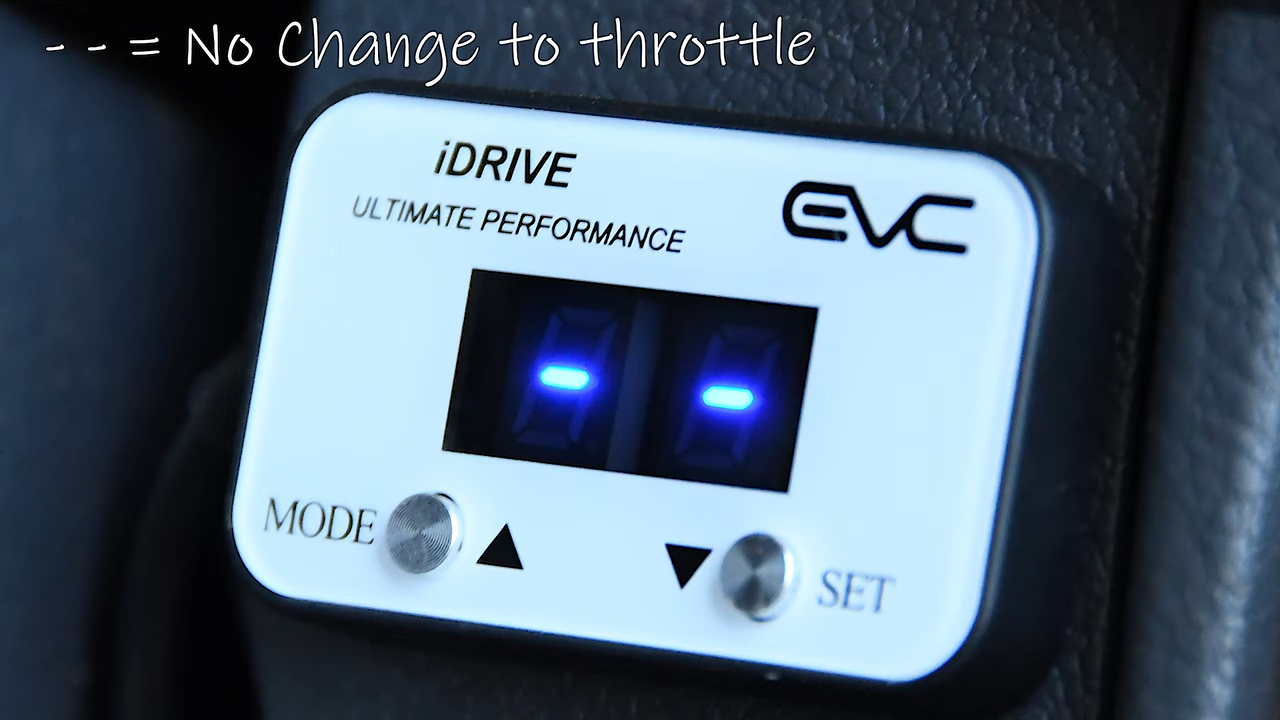 - - = No Change to throttle
iDRIVE
EVC
ULTIMATE PERFORMANCE
- -
MODE ▲ ▼ SET